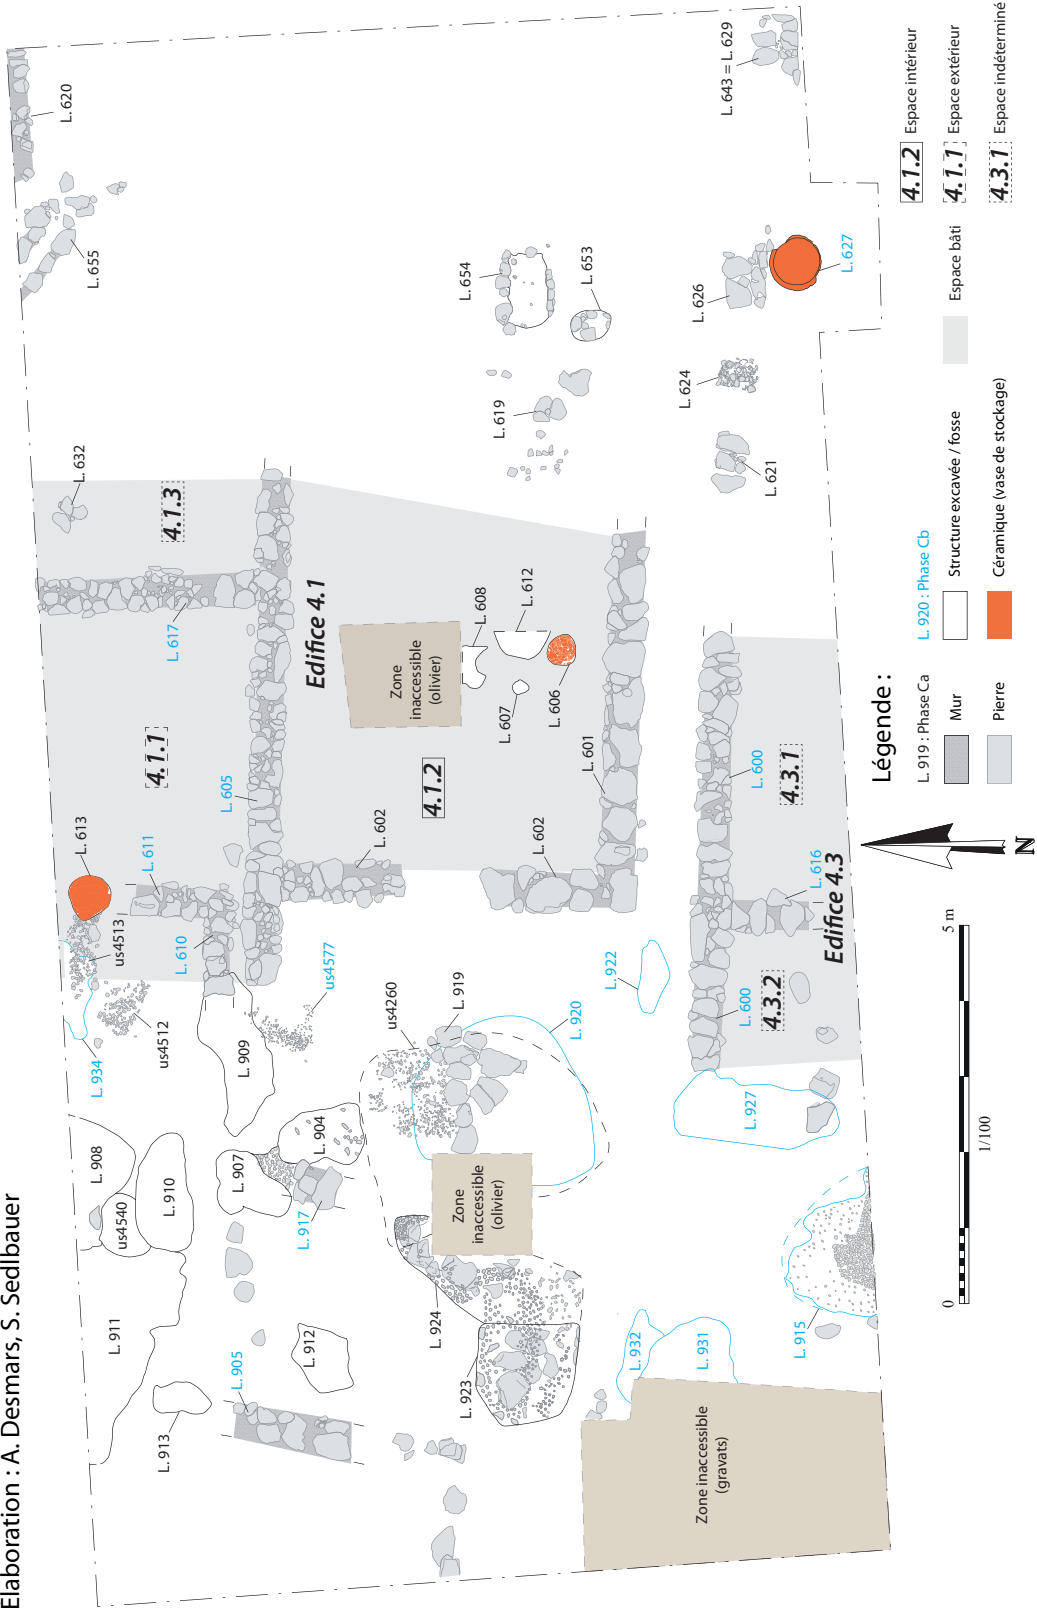 Elaboration : A. Desmars, S. Sedlbauer
L. 620
L. 655
L. 632
4.1.3
L. 617
4.1.1
L. 613
L. 611
us4513
L. 610
us4512
L. 934
L. 605
us4577
L. 909
L. 908
us4540
L. 910
L. 907
L. 904
L. 917
L. 911
L. 913
L. 912
L. 905
Edifice 4.1
Zone
inaccessible
(olivier)
L. 608
L. 612
L. 607
L. 606
4.1.2
L. 602
L. 602
L. 601
L. 654
L. 653
L. 619
L. 643 = L. 629
L. 626
L. 627
L. 624
L. 621
us4260
L. 919
L. 920
L. 922
Zone
inaccessible
(olivier)
L. 924
L. 923
L. 600
4.3.1
L. 616
Edifice 4.3
L. 600
4.3.2
L. 927
L. 915
L. 932
L. 931
Zone inaccessible
(gravats)
Légende :
L. 919 : Phase Ca
L. 920 : Phase Cb
Mur
Structure excavée / fosse
Espace bâti
Pierre
Céramique (vase de stockage)
4.1.2 Espace intérieur
4.1.1 Espace extérieur
4.3.1 Espace indéterminé
N
0
5 m
1/100